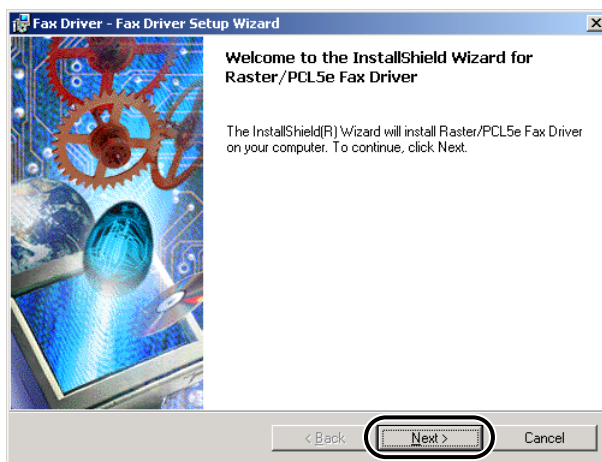 Fax Driver - Fax Driver Setup Wizard
Welcome to the InstallShield Wizard for
Raster/PCL5e Fax Driver
The InstallShield(R) Wizard will install Raster/PCL5e Fax Driver
on your computer. To continue, click Next.
< Back
Next >
Cancel